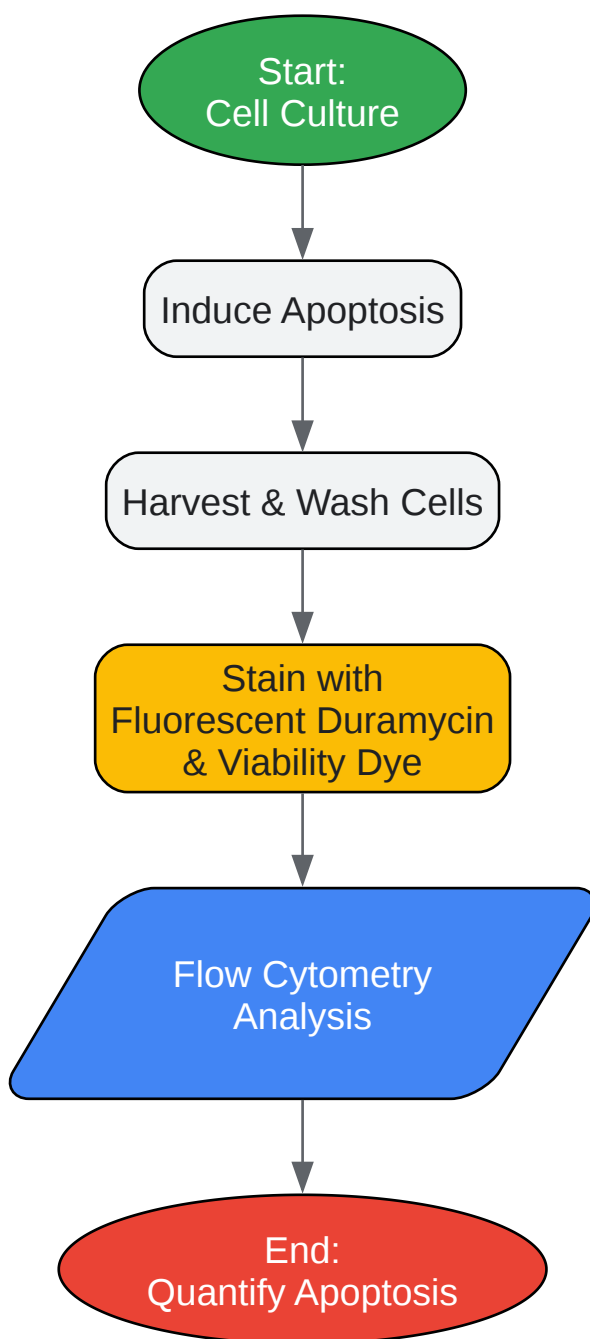 Start:
Cell Culture
Induce Apoptosis
Harvest & Wash Cells
Stain with
Fluorescent Duramycin
& Viability Dye
Flow Cytometry
Analysis
End:
Quantify Apoptosis